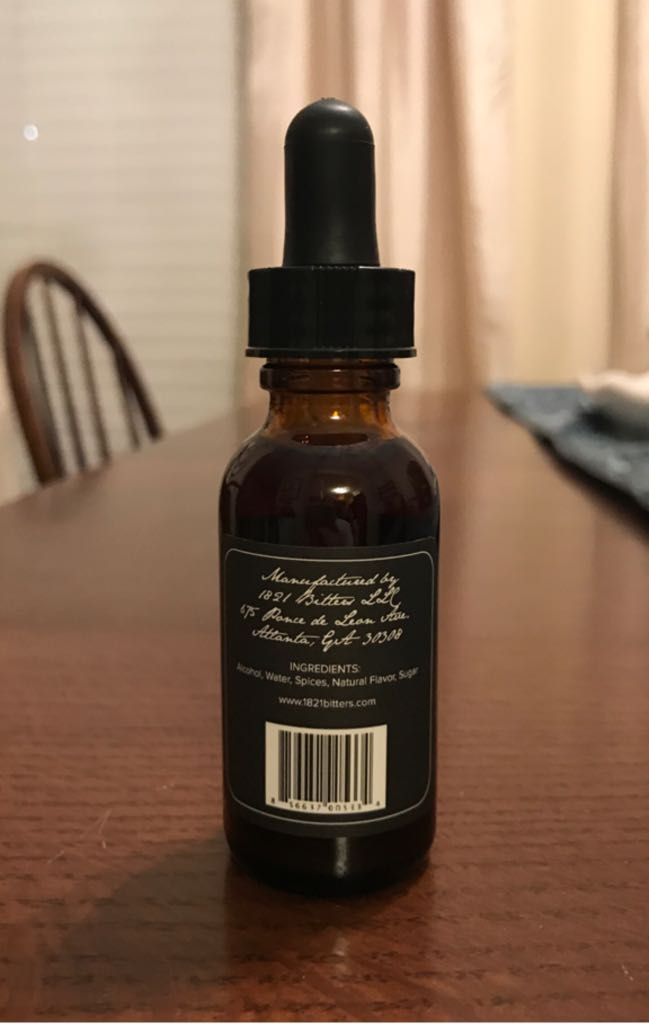 Manufactured by
1821 Bitters LLC
675 Ponce de Leon Ave.
Atlanta, GA 30308
INGREDIENTS:
Alcohol, Water, Spices, Natural Flavor, Sugar
www.1821bitters.com